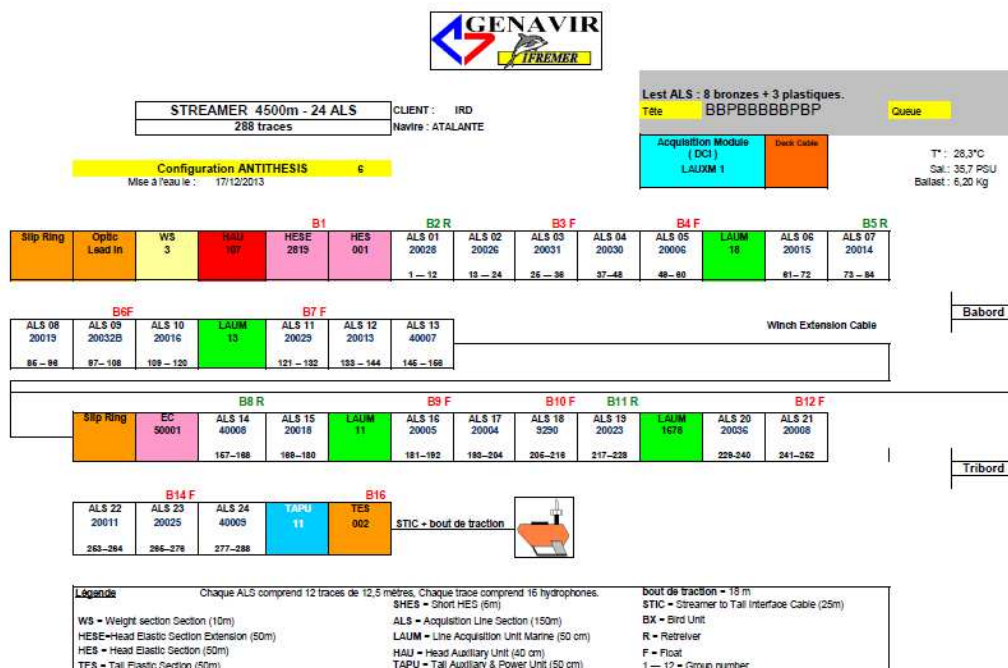 GENAVIR
IFREMER
STREAMER 4500m - 24 ALS
288 traces
CLIENT : IRD
Navire : ATALANTE
Lest ALS : 8 bronzes + 3 plastiques.
Tête BBPBBBBBPBP Queue
Acquisition Module
( DCI )
LAUXM 1
Deck Cable
T° : 28,3°C
Sal.: 35,7 PSU
Ballast : 6,20 Kg
Configuration ANTITHESIS 6
Mise à l'eau le : 17/12/2013
B1 B2 R B3 F B4 F B5 R
Slip Ring Optic WS HAU HESE HES ALS 01 ALS 02 ALS 03 ALS 04 ALS 05 LAUM ALS 06 ALS 07
Lead In 3 107 2819 001 20028 20026 20031 20030 20006 18 20015 20014
1 — 12 13 — 24 25 — 36 37–48 49 – 60 61 – 72 73 – 84
Babord
B6F B7 F
ALS 08 ALS 09 ALS 10 LAUM ALS 11 ALS 12 ALS 13
20019 20032B 20016 13 20029 20013 40007
85 – 96 97 – 108 109 – 120 121 – 132 133 – 144 145 – 156
Winch Extension Cable
B8 R B9 F B10 F B11 R B12 F
Slip Ring EC ALS 14 ALS 15 LAUM ALS 16 ALS 17 ALS 18 ALS 19 LAUM ALS 20 ALS 21
50001 40008 20018 11 20005 20004 9290 20023 1678 20036 20008
157–168 169–180 181–192 193–204 205–216 217–228 229-240 241–252
Tribord
B14 F B16
ALS 22 ALS 23 ALS 24 TAPU TES
20011 20025 40009 11 002
253–264 265–276 277–288
STIC + bout de traction
Légende Chaque ALS comprend 12 traces de 12,5 mètres, Chaque trace comprend 16 hydrophones. bout de traction = 18 m
SHES = Short HES (6m) STIC = Streamer to Tail Interface Cable (25m)
WS = Weight section Section (10m) ALS = Acquisition Line Section (150m) BX = Bird Unit
HESE=Head Elastic Section Extension (50m) LAUM = Line Acquisition Unit Marine (50 cm) R = Retreiver
HES = Head Elastic Section (50m) HAU = Head Auxiliary Unit (40 cm) F = Float
TES = Tail Elastic Section (50m) TAPU = Tail Auxiliary & Power Unit (50 cm) 1 — 12 = Group number